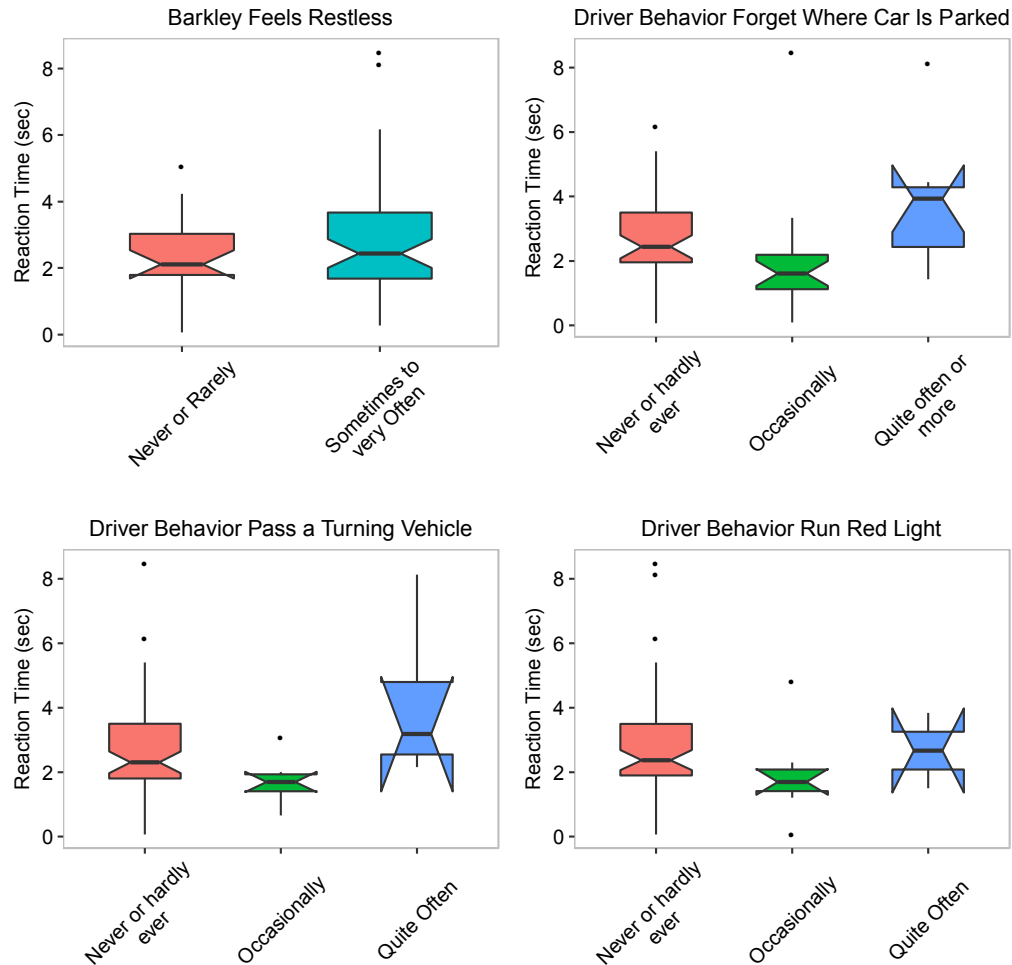 Barkley Feels Restless
Reaction Time (sec)
8
6
4
2
0
Never or Rarely
Sometimes to
very Often
Driver Behavior Forget Where Car Is Parked
Reaction Time (sec)
8
6
4
2
0
Never or hardly
ever
Occasionally
Quite often or
more
Driver Behavior Pass a Turning Vehicle
Reaction Time (sec)
8
6
4
2
0
Never or hardly
ever
Occasionally
Quite Often
Driver Behavior Run Red Light
Reaction Time (sec)
8
6
4
2
0
Never or hardly
ever
Occasionally
Quite Often